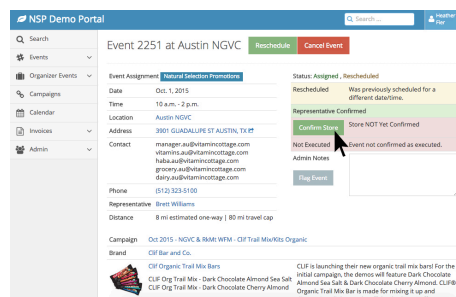 NSP Demo Portal
Search ...
Heather
Fier
Search
Events
Organizer Events
Campaigns
Calendar
Invoices
Admin
Event 2251 at Austin NGVC
Reschedule
Cancel Event
Event Assignment Natural Selection Promotions
Date Oct. 1, 2015
Time 10 a.m. - 2 p.m.
Location Austin NGVC
Address 3901 GUADALUPE ST AUSTIN, TX
Contact manager.au@vitamincottage.com
vitamins.au@vitamincottage.com
haba.au@vitamincottage.com
grocery.au@vitamincottage.com
dairy.au@vitamincottage.com
Phone (512) 323-5100
Representative Brett Williams
Distance 8 mi estimated one-way | 80 mi travel cap
Status: Assigned , Rescheduled
Rescheduled Was previously scheduled for a
different date/time.
Representative Confirmed
Confirm Store Store NOT Yet Confirmed
Not Executed Event not confirmed as executed.
Admin Notes
Flag Event
Campaign Oct 2015 - NGVC & RkMt WFM - Clif Trail Mix/Kits Organic
Brand Clif Bar and Co.
Clif Organic Trail Mix Bars
CLIF Org Trail Mix - Dark Chocolate Almond Sea Salt
CLIF Org Trail Mix - Dark Chocolate Cherry Almond
CLIF is launching their new organic trail mix bars! For the
initial campaign, the demos will feature Dark Chocolate
Almond Sea Salt & Dark Chocolate Cherry Almond. CLIF®
Organic Trail Mix Bar is made for mixing it up and